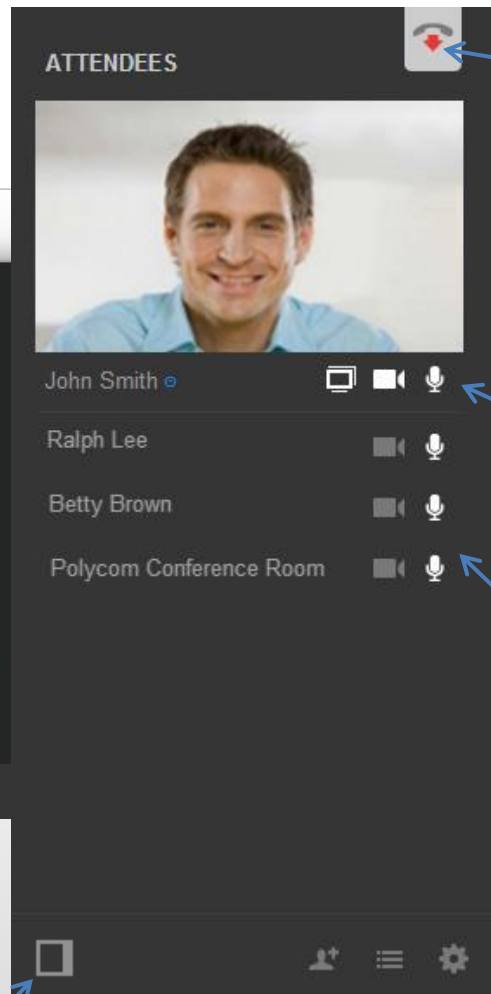 ATTENDEES
John Smith
Ralph Lee
Betty Brown
Polycom Conference Room